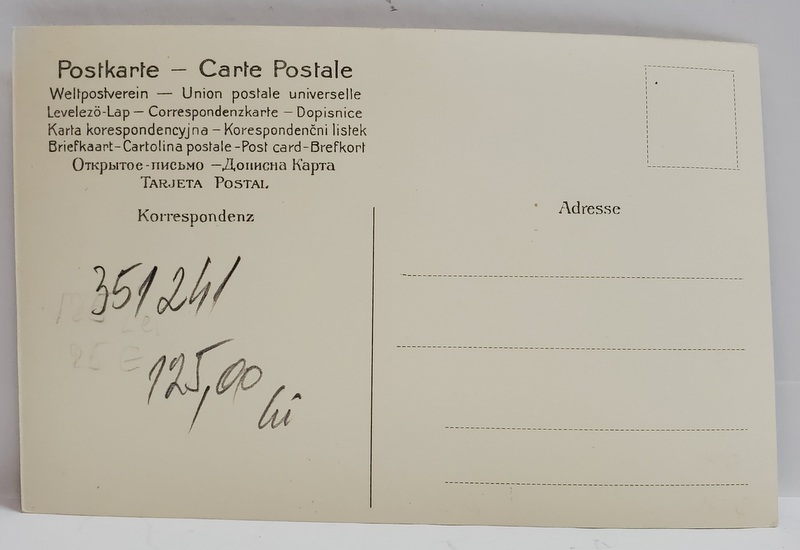 Postkarte — Carte Postale
Weltpostverein — Union postale universelle
Levelezö-Lap — Correspondenzkarte — Dopisnice
Karta korespondencyjna — Korespondenčni listek
Briefkaart-Cartolina postale-Post card-Brefkort
Открытое-письмо —Дописна Карта
TARJETA POSTAL
Korrespondenz
Adresse
351241
125,00
lei